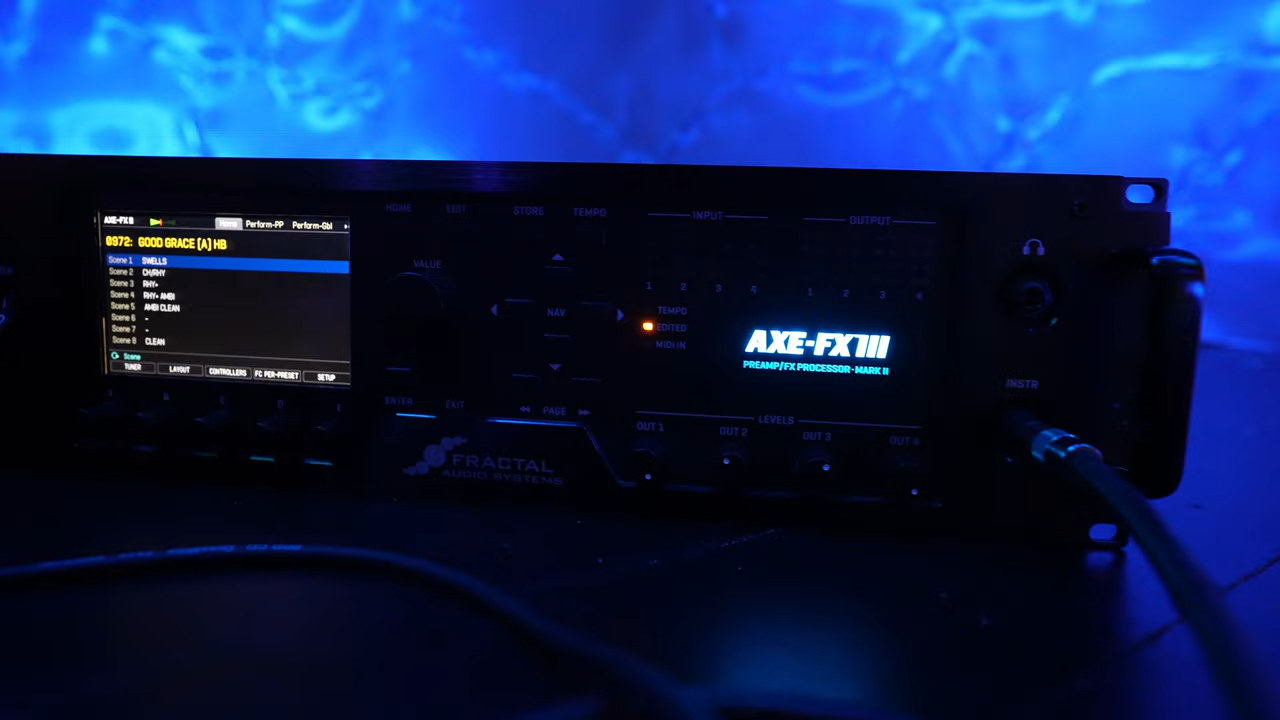 AXE-FX III
Home Perform-PP Perform-Gbl
0972: GOOD GRACE (A) HB
Scene 1 SWELLS
Scene 2 CH/RHY
Scene 3 RHY+
Scene 4 RHY+ AMBI
Scene 5 AMBI CLEAN
Scene 6 -
Scene 7 -
Scene 8 CLEAN
Scene
TUNER LAYOUT CONTROLLERS FC PER-PRESET SETUP
A B C D E
HOME EDIT STORE TEMPO
VALUE
NAV
ENTER EXIT PAGE
FRACTAL
AUDIO SYSTEMS
INPUT OUTPUT
1 2 3 4 1 2 3 4
TEMPO
EDITED
MIDI IN
AXE-FX III
PREAMP/FX PROCESSOR-MARK II
LEVELS
OUT 1 OUT 2 OUT 3 OUT 4
INSTR